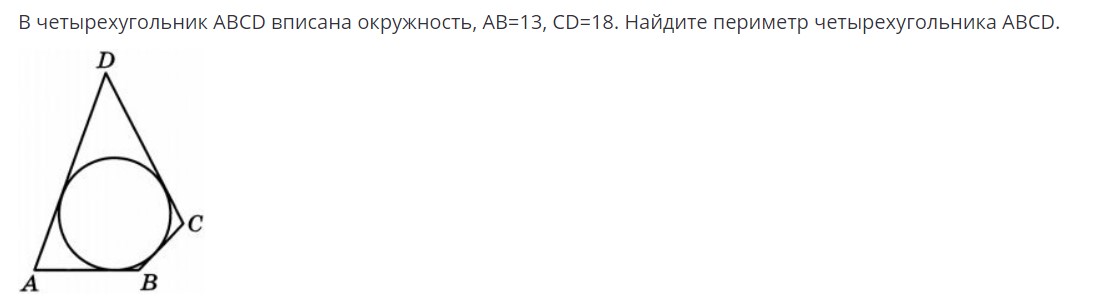 В четырехугольник ABCD вписана окружность, AB=13, CD=18. Найдите периметр четырехугольника ABCD.
D
C
A
B